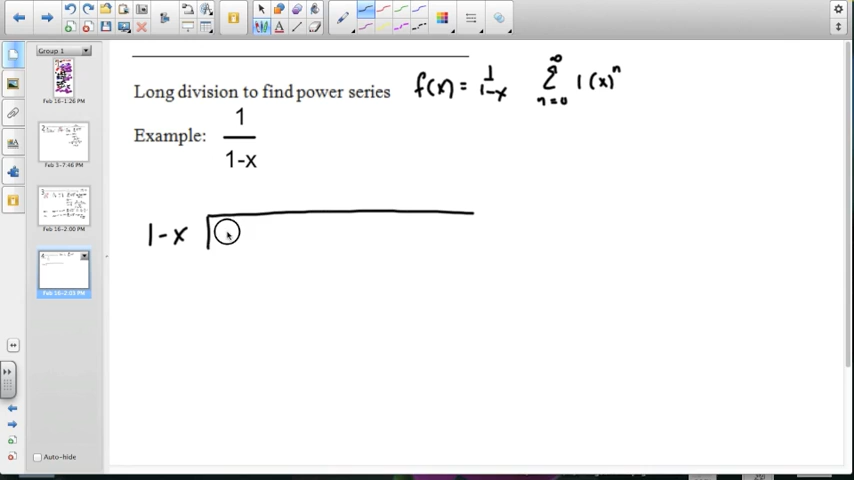 Group 1
Feb 16-1:26 PM
Feb 3-7:46 PM
Feb 16-2:00 PM
Feb 16-2:03 PM
Auto-hide
Long division to find power series f(x) = 1/1-x ∞ Σ n=0 1(x)^n
Example: 1
1-x
1-x